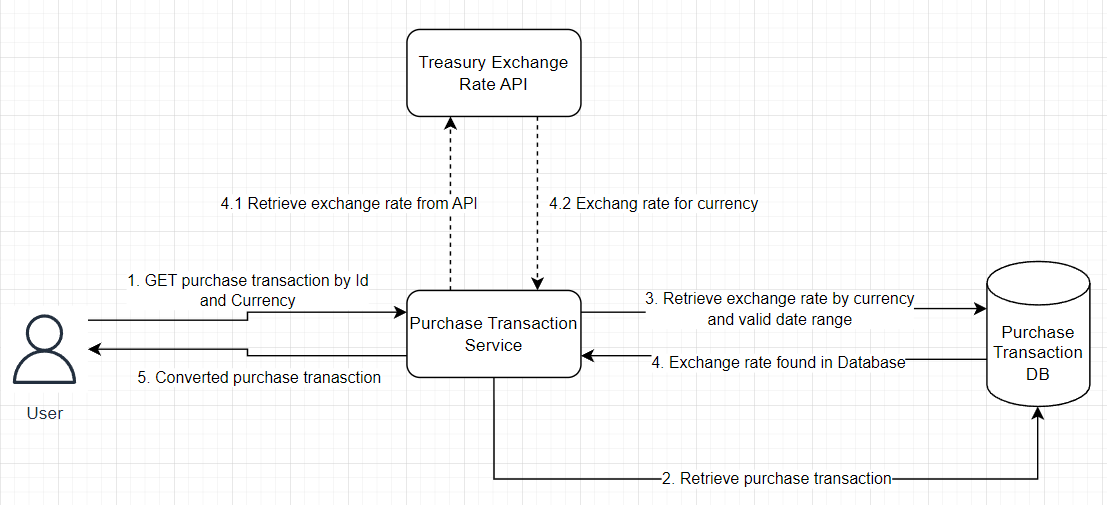 Treasury Exchange
Rate API
4.1 Retrieve exchange rate from API
4.2 Exchang rate for currency
1. GET purchase transaction by Id
and Currency
3. Retrieve exchange rate by currency
and valid date range
Purchase Transaction
Service
Purchase
Transaction
DB
4. Exchange rate found in Database
5. Converted purchase tranasction
User
2. Retrieve purchase transaction